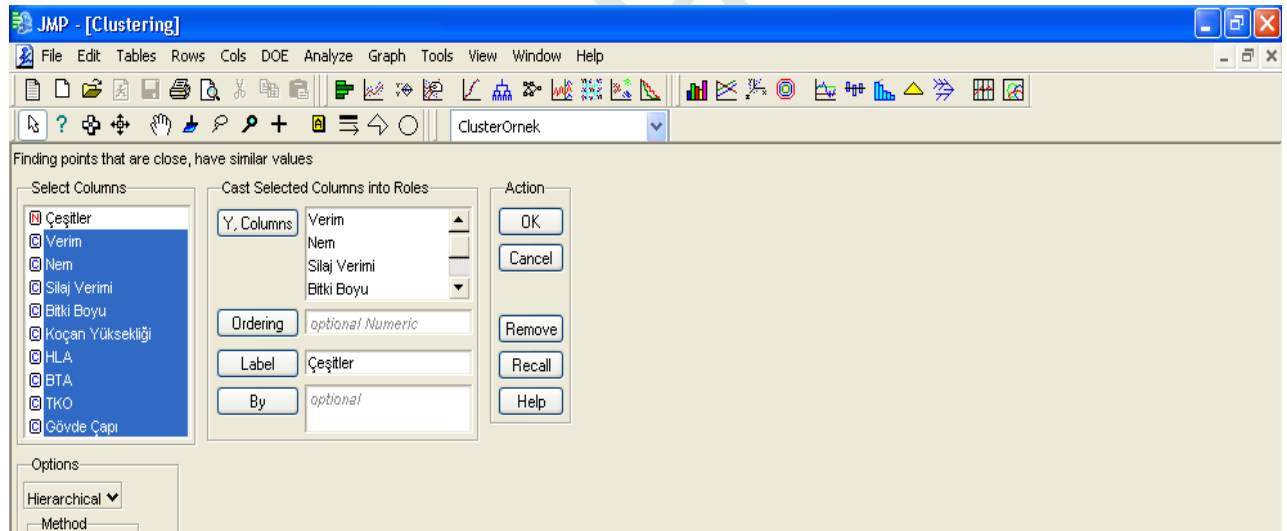 JMP - [Clustering]
File Edit Tables Rows Cols DOE Analyze Graph Tools View Window Help
ClusterOrnek
Finding points that are close, have similar values
Select Columns
Çeşitler
Verim
Nem
Silaj Verimi
Bitki Boyu
Koçan Yüksekliği
HLA
BTA
TKO
Gövde Çapı
Cast Selected Columns into Roles
Y, Columns
Verim
Nem
Silaj Verimi
Bitki Boyu
Ordering optional Numeric
Label Çeşitler
By optional
Action
OK
Cancel
Remove
Recall
Help
Options
Hierarchical
Method